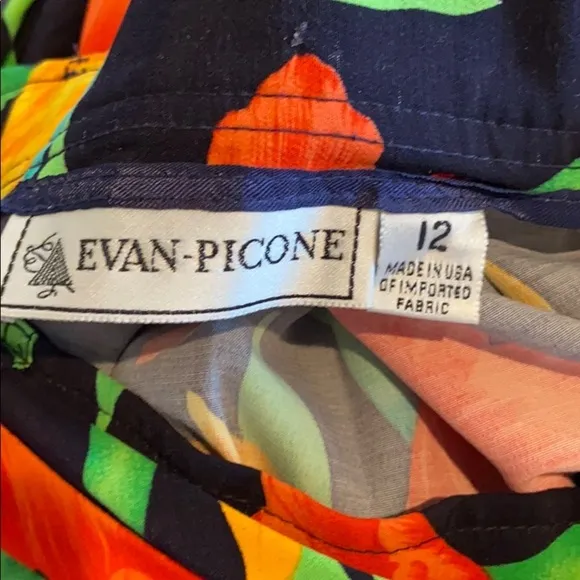 EVAN-PICONE
12
MADE IN USA
OF IMPORTED
FABRIC